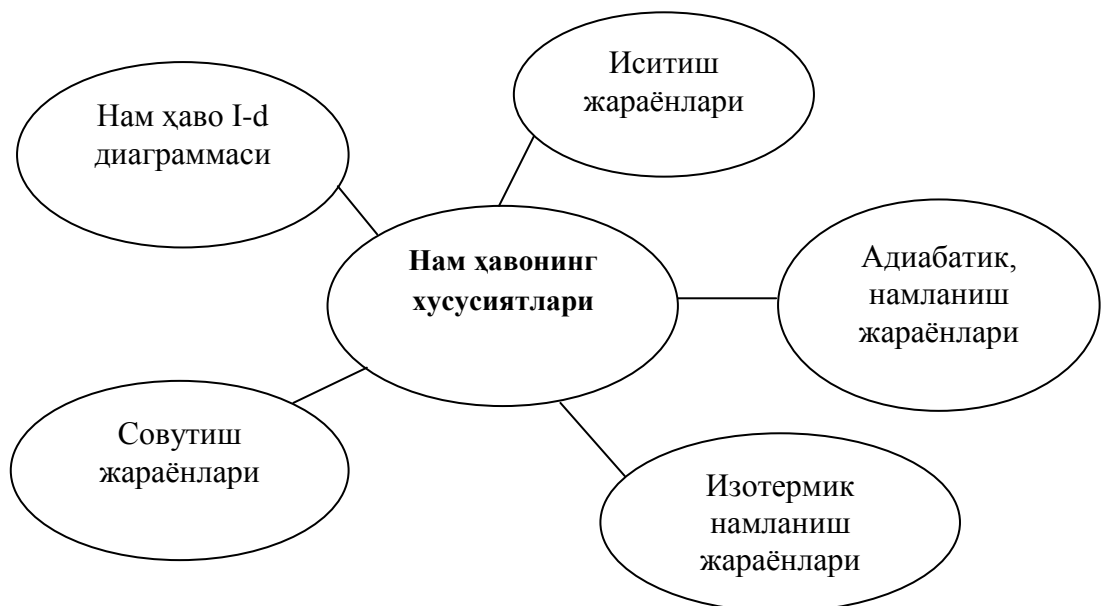 Иситиш
жараёнлари
Нам ҳаво I-d
диаграммаси
Нам ҳавонинг
хусусиятлари
Адиабатик,
намланиш
жараёнлари
Совутиш
жараёнлари
Изотермик
намланиш
жараёнлари